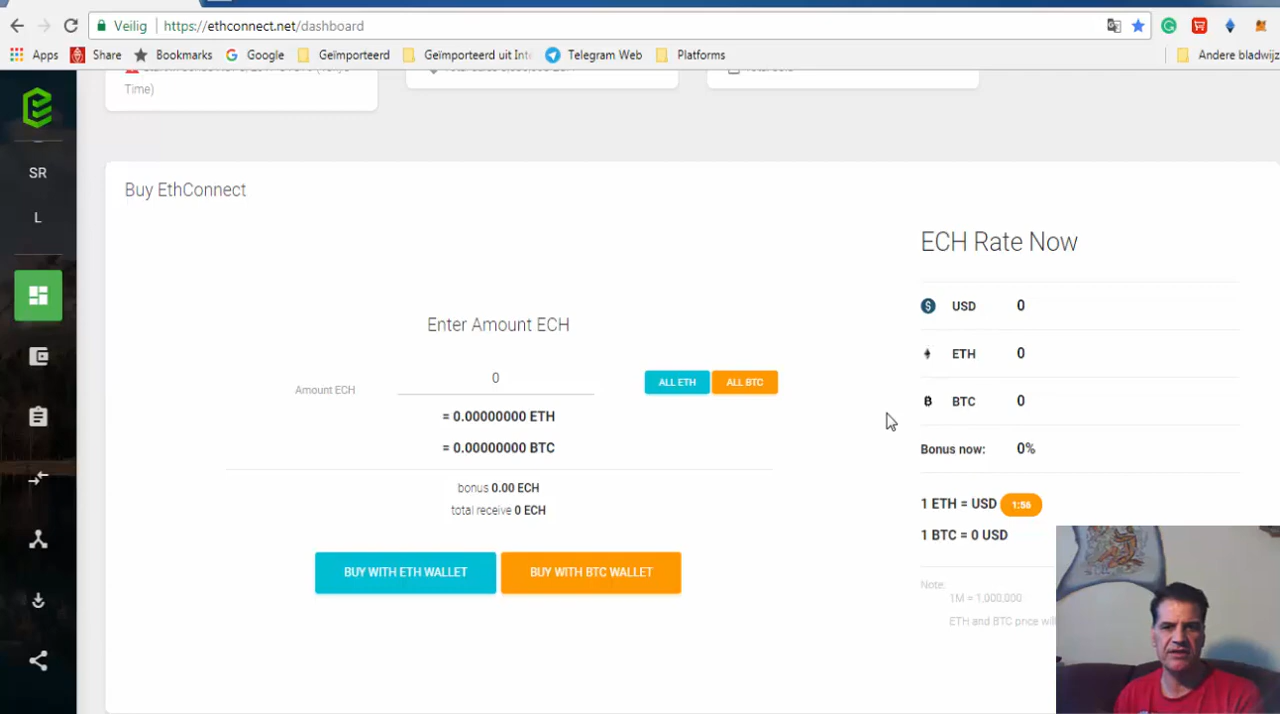 Veilig https://ethconnect.net/dashboard
Apps Share Bookmarks Google Geïmporteerd Geïmporteerd uit Int Telegram Web Platforms Andere bladwijz
Time)
SR
L
Buy EthConnect
ECH Rate Now
USD 0
ETH 0
BTC 0
Bonus now: 0%
1 ETH = USD 1:56
1 BTC = 0 USD
Note:
1M = 1,000,000
ETH and BTC price wil
Enter Amount ECH
Amount ECH 0 ALL ETH ALL BTC
= 0.00000000 ETH
= 0.00000000 BTC
bonus 0.00 ECH
total receive 0 ECH
BUY WITH ETH WALLET BUY WITH BTC WALLET